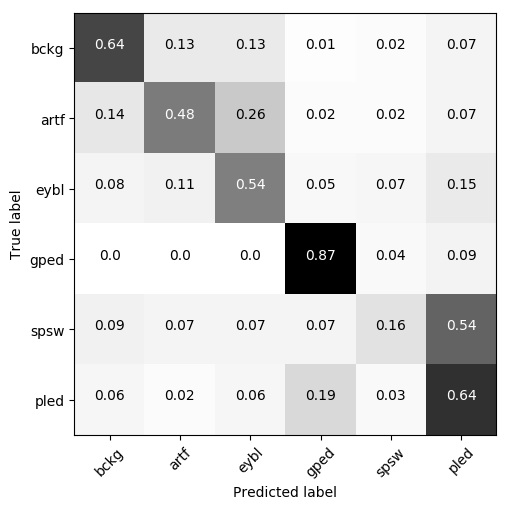 bckg 0.64 0.13 0.13 0.01 0.02 0.07
artf 0.14 0.48 0.26 0.02 0.02 0.07
eybl 0.08 0.11 0.54 0.05 0.07 0.15
gped 0.0 0.0 0.0 0.87 0.04 0.09
spsw 0.09 0.07 0.07 0.07 0.16 0.54
pled 0.06 0.02 0.06 0.19 0.03 0.64
bckg artf eybl gped spsw pled
True label
Predicted label